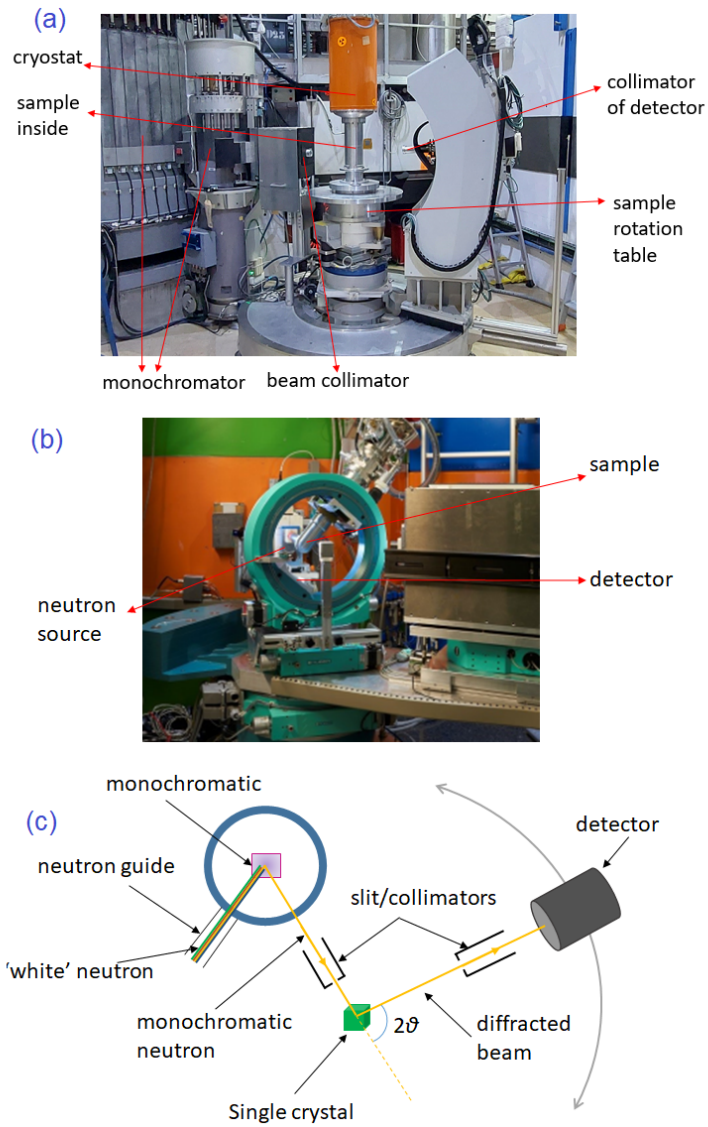 (a)
cryostat
sample
inside
collimator
of detector
sample
rotation
table
monochromator
beam collimator
(b)
sample
detector
neutron
source
(c)
monochromatic
detector
neutron guide
slit/collimators
'white' neutron
monochromatic
neutron
2ϑ
diffracted
beam
Single crystal